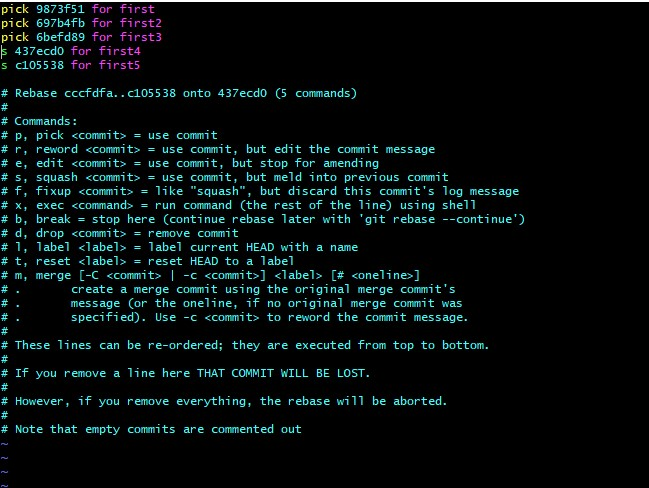 pick 9873f51 for first
pick 697b4fb for first2
pick 6befd89 for first3
s 437ecd0 for first4
s c105538 for first5

# Rebase cccfdfa..c105538 onto 437ecd0 (5 commands)
#
# Commands:
# p, pick <commit> = use commit
# r, reword <commit> = use commit, but edit the commit message
# e, edit <commit> = use commit, but stop for amending
# s, squash <commit> = use commit, but meld into previous commit
# f, fixup <commit> = like "squash", but discard this commit's log message
# x, exec <command> = run command (the rest of the line) using shell
# b, break = stop here (continue rebase later with 'git rebase --continue')
# d, drop <commit> = remove commit
# l, label <label> = label current HEAD with a name
# t, reset <label> = reset HEAD to a label
# m, merge [-C <commit> | -c <commit>] <label> [# <oneline>]
# .       create a merge commit using the original merge commit's
# .       message (or the oneline, if no original merge commit was
# .       specified). Use -c <commit> to reword the commit message.
#
# These lines can be re-ordered; they are executed from top to bottom.
#
# If you remove a line here THAT COMMIT WILL BE LOST.
#
# However, if you remove everything, the rebase will be aborted.
#
# Note that empty commits are commented out
~
~
~
~